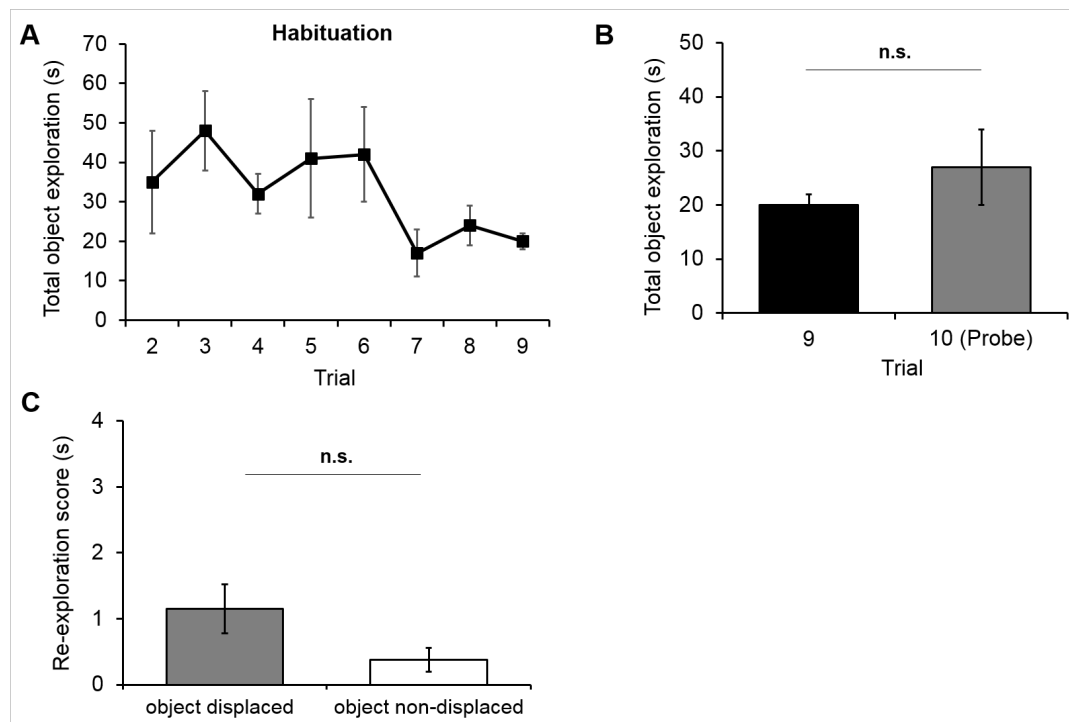 A
Habituation
Total object exploration (s)
70
60
50
40
30
20
10
0
2 3 4 5 6 7 8 9
Trial
B
n.s.
Total object exploration (s)
50
40
30
20
10
0
9 10 (Probe)
Trial
C
n.s.
Re-exploration score (s)
4
3
2
1
0
object displaced object non-displaced